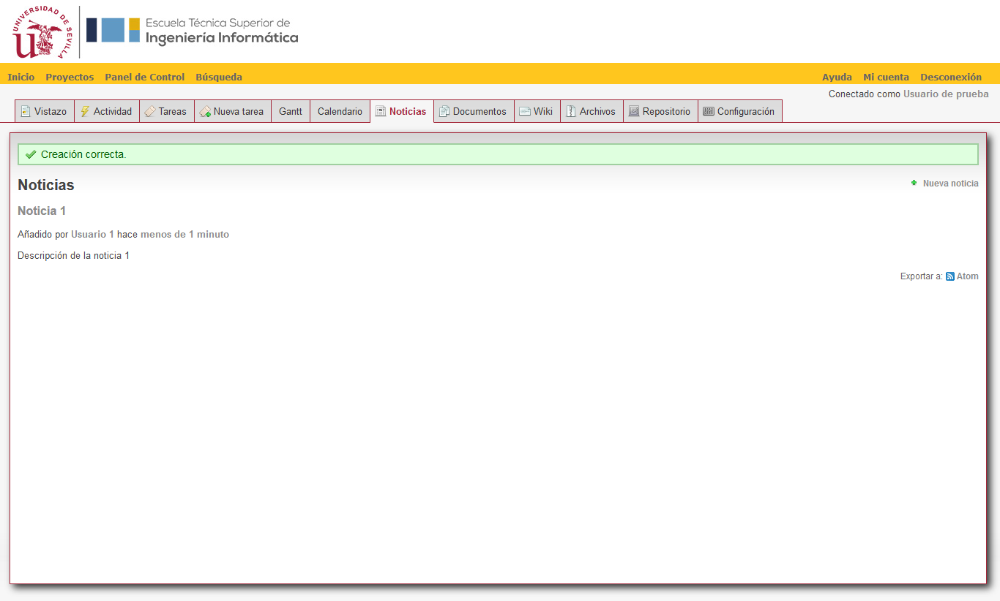 UNIVERSIDAD DE SEVILLA
Escuela Técnica Superior de
Ingeniería Informática
Inicio Proyectos Panel de Control Búsqueda Ayuda Mi cuenta Desconexión
Conectado como Usuario de prueba
Vistazo Actividad Tareas Nueva tarea Gantt Calendario Noticias Documentos Wiki Archivos Repositorio Configuración
Creación correcta.
Noticias Nueva noticia
Noticia 1
Añadido por Usuario 1 hace menos de 1 minuto
Descripción de la noticia 1
Exportar a: Atom